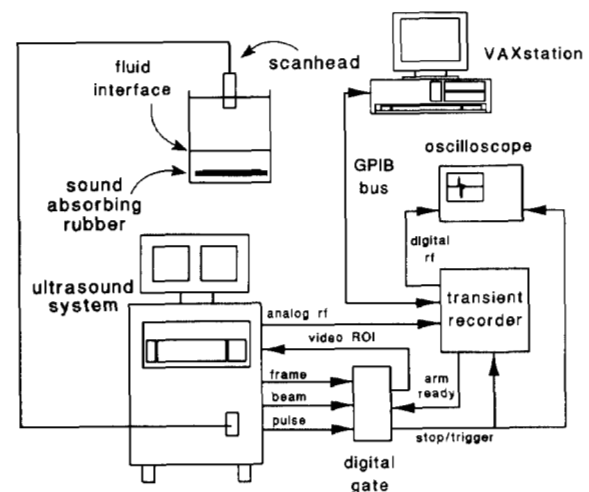 scanhead
VAXstation
fluid
interface
oscilloscope
sound
absorbing
rubber
GPIB
bus
digital
rf
ultrasound
system
transient
recorder
analog rf
video ROI
frame
beam
pulse
arm
ready
stop/trigger
digital
gate